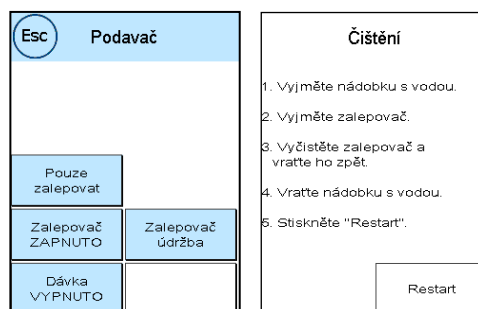 Esc
Podavač
Pouze
zalepovat
Zalepovač
ZAPNUTO
Zalepovač
údržba
Dávka
VYPNUTO
Čištění
1. Vyjměte nádobku s vodou.
2. Vyjměte zalepovač.
3. Vyčistěte zalepovač a
vraťte ho zpět.
4. Vraťte nádobku s vodou.
5. Stiskněte "Restart".
Restart